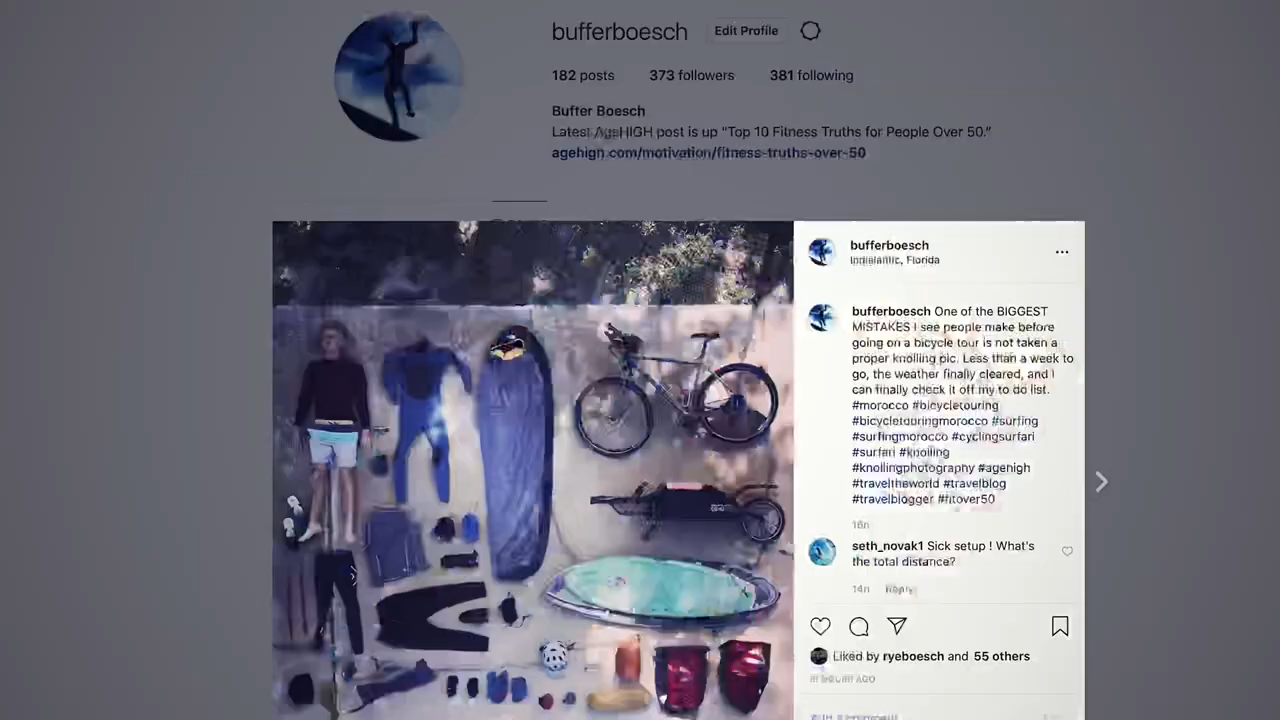 bufferboesch Edit Profile
182 posts 373 followers 381 following
Buffer Boesch
Latest AgeHIGH post is up "Top 10 Fitness Truths for People Over 50."
agehigh.com/motivation/fitness-truths-over-50
bufferboesch
Indialantic, Florida
bufferboesch One of the BIGGEST
MISTAKES I see people make before
going on a bicycle tour is not taken a
proper knolling pic. Less than a week to
go, the weather finally cleared, and I
can finally check it off my to do list.
#morocco #bicycletouring
#bicycletouringmorocco #surfing
#surfingmorocco #cyclingsurfari
#surfari #knolling
#knollingphotography #agehigh
#traveltheworld #travelblog
#travelblogger #fitover50
16h
seth_novak1 Sick setup ! What's
the total distance?
14h Reply
Liked by ryeboesch and 55 others
HOURS AGO